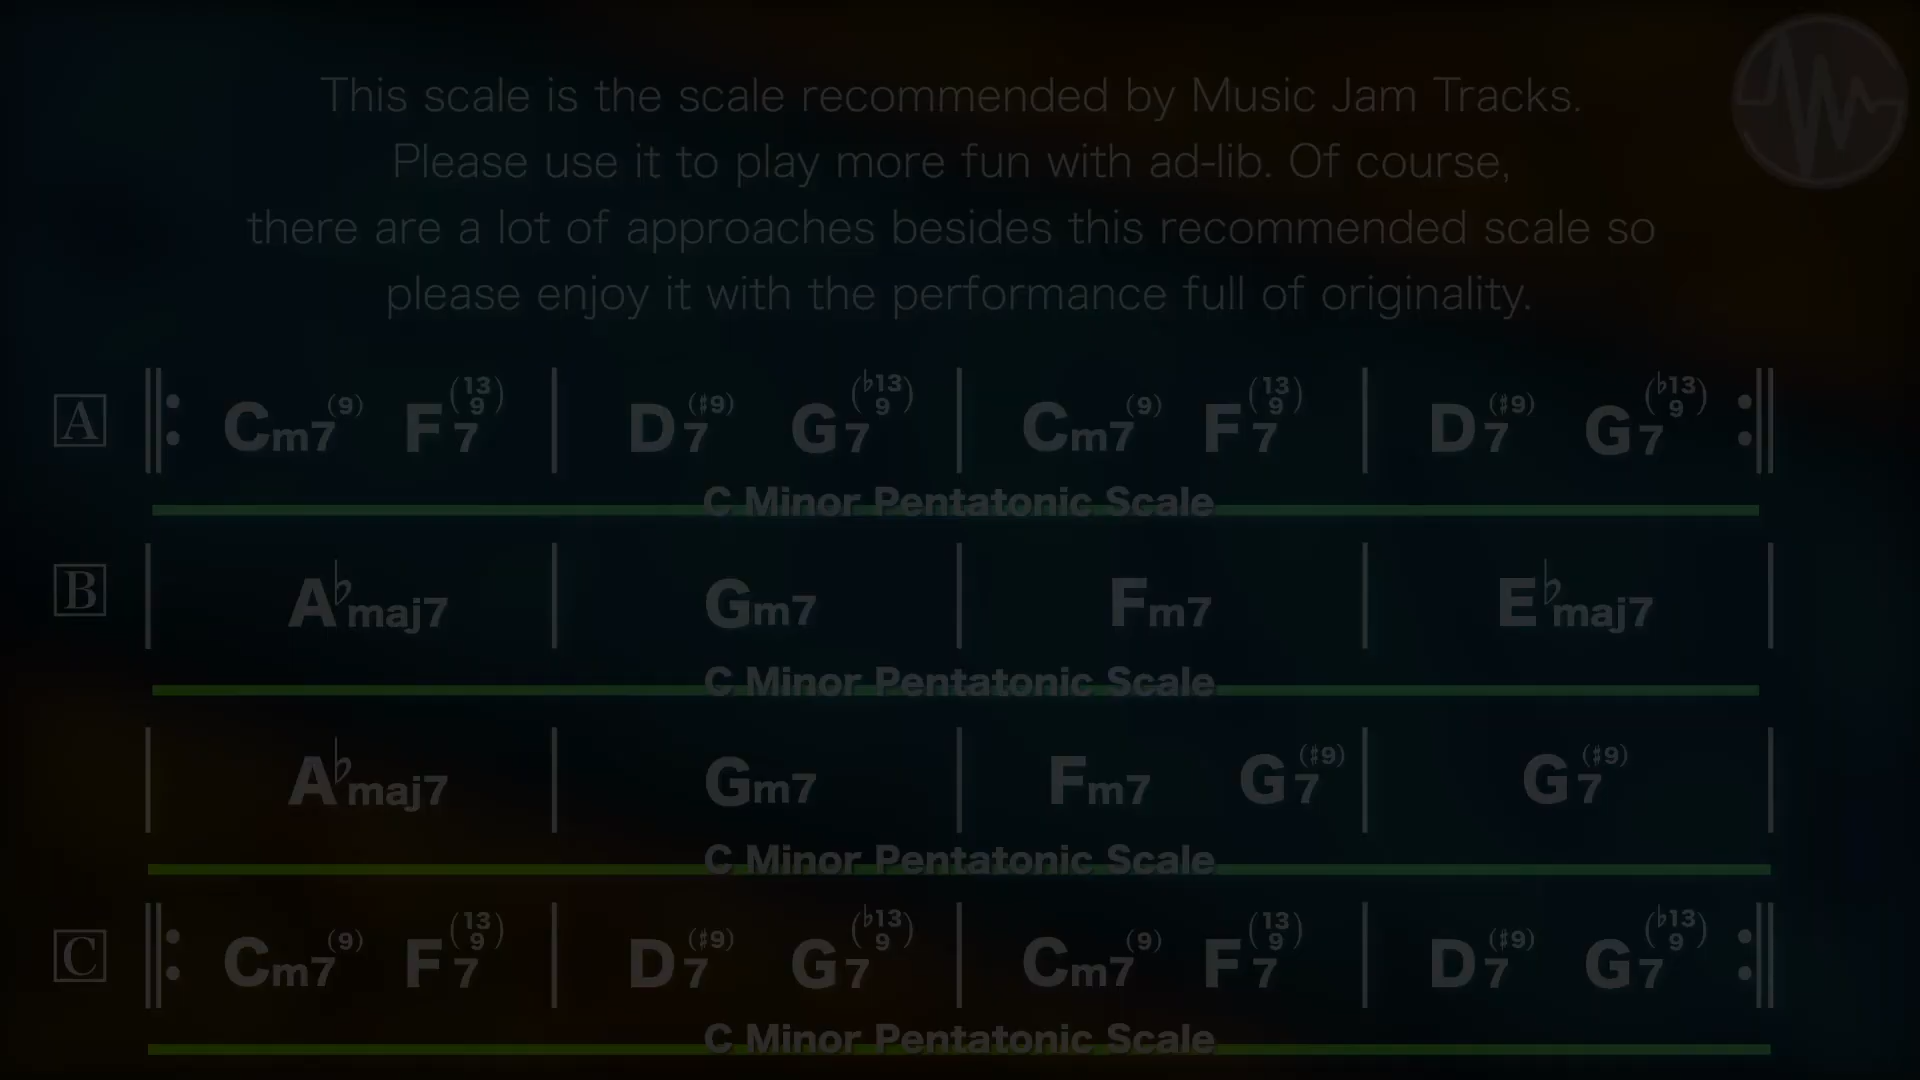 This scale is the scale recommended by Music Jam Tracks.
Please use it to play more fun with ad-lib. Of course,
there are a lot of approaches besides this recommended scale so
please enjoy it with the performance full of originality.
A Cm7(9) F7(13 9) D7(♯9) G7(♭13 9) Cm7(9) F7(13 9) D7(♯9) G7(♭13 9)
C Minor Pentatonic Scale
B A♭maj7 Gm7 Fm7 E♭maj7
C Minor Pentatonic Scale
A♭maj7 Gm7 Fm7 G7(♯9) G7(♯9)
C Minor Pentatonic Scale
C Cm7(9) F7(13 9) D7(♯9) G7(♭13 9) Cm7(9) F7(13 9) D7(♯9) G7(♭13 9)
C Minor Pentatonic Scale